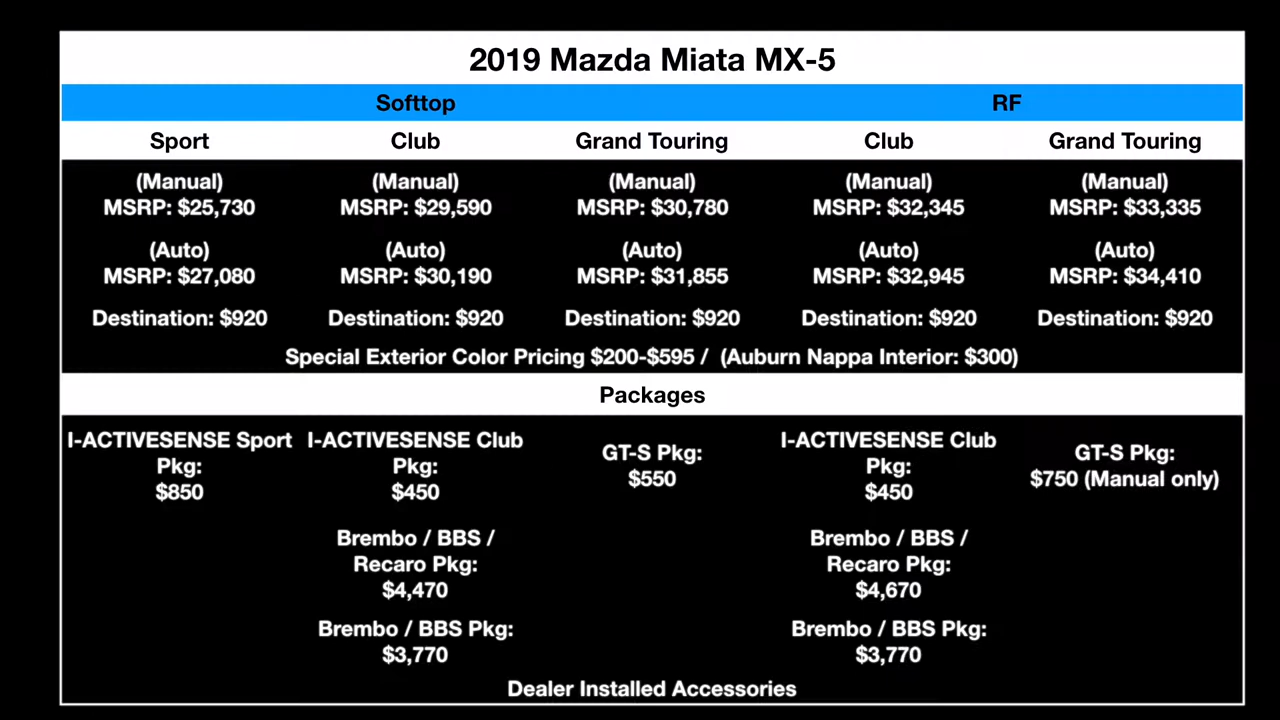 2019 Mazda Miata MX-5
Softtop RF
Sport Club Grand Touring Club Grand Touring
(Manual) (Manual) (Manual) (Manual) (Manual)
MSRP: $25,730 MSRP: $29,590 MSRP: $30,780 MSRP: $32,345 MSRP: $33,335
(Auto) (Auto) (Auto) (Auto) (Auto)
MSRP: $27,080 MSRP: $30,190 MSRP: $31,855 MSRP: $32,945 MSRP: $34,410
Destination: $920 Destination: $920 Destination: $920 Destination: $920 Destination: $920
Special Exterior Color Pricing $200-$595 / (Auburn Nappa Interior: $300)
Packages
I-ACTIVESENSE Sport
Pkg:
$850
I-ACTIVESENSE Club
Pkg:
$450
Brembo / BBS /
Recaro Pkg:
$4,470
Brembo / BBS Pkg:
$3,770
GT-S Pkg:
$550
I-ACTIVESENSE Club
Pkg:
$450
Brembo / BBS /
Recaro Pkg:
$4,670
Brembo / BBS Pkg:
$3,770
GT-S Pkg:
$750 (Manual only)
Dealer Installed Accessories